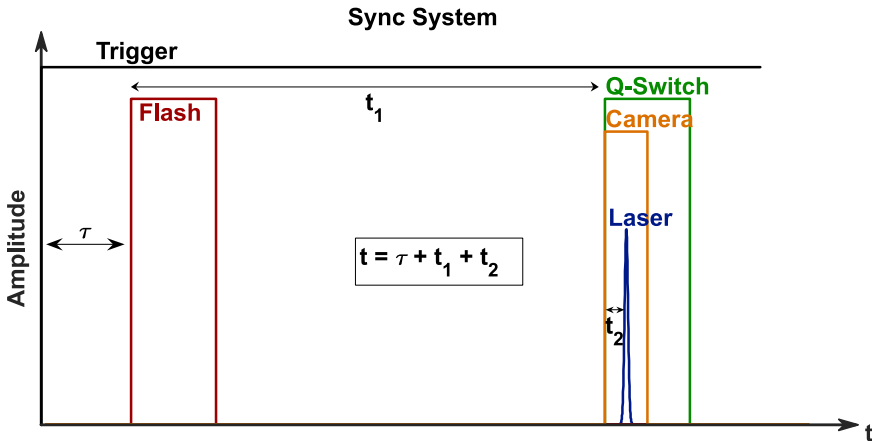 Sync System
Trigger
Q-Switch
t1
Flash
Camera
Laser
τ
t = τ + t1 + t2
t2
Amplitude
t